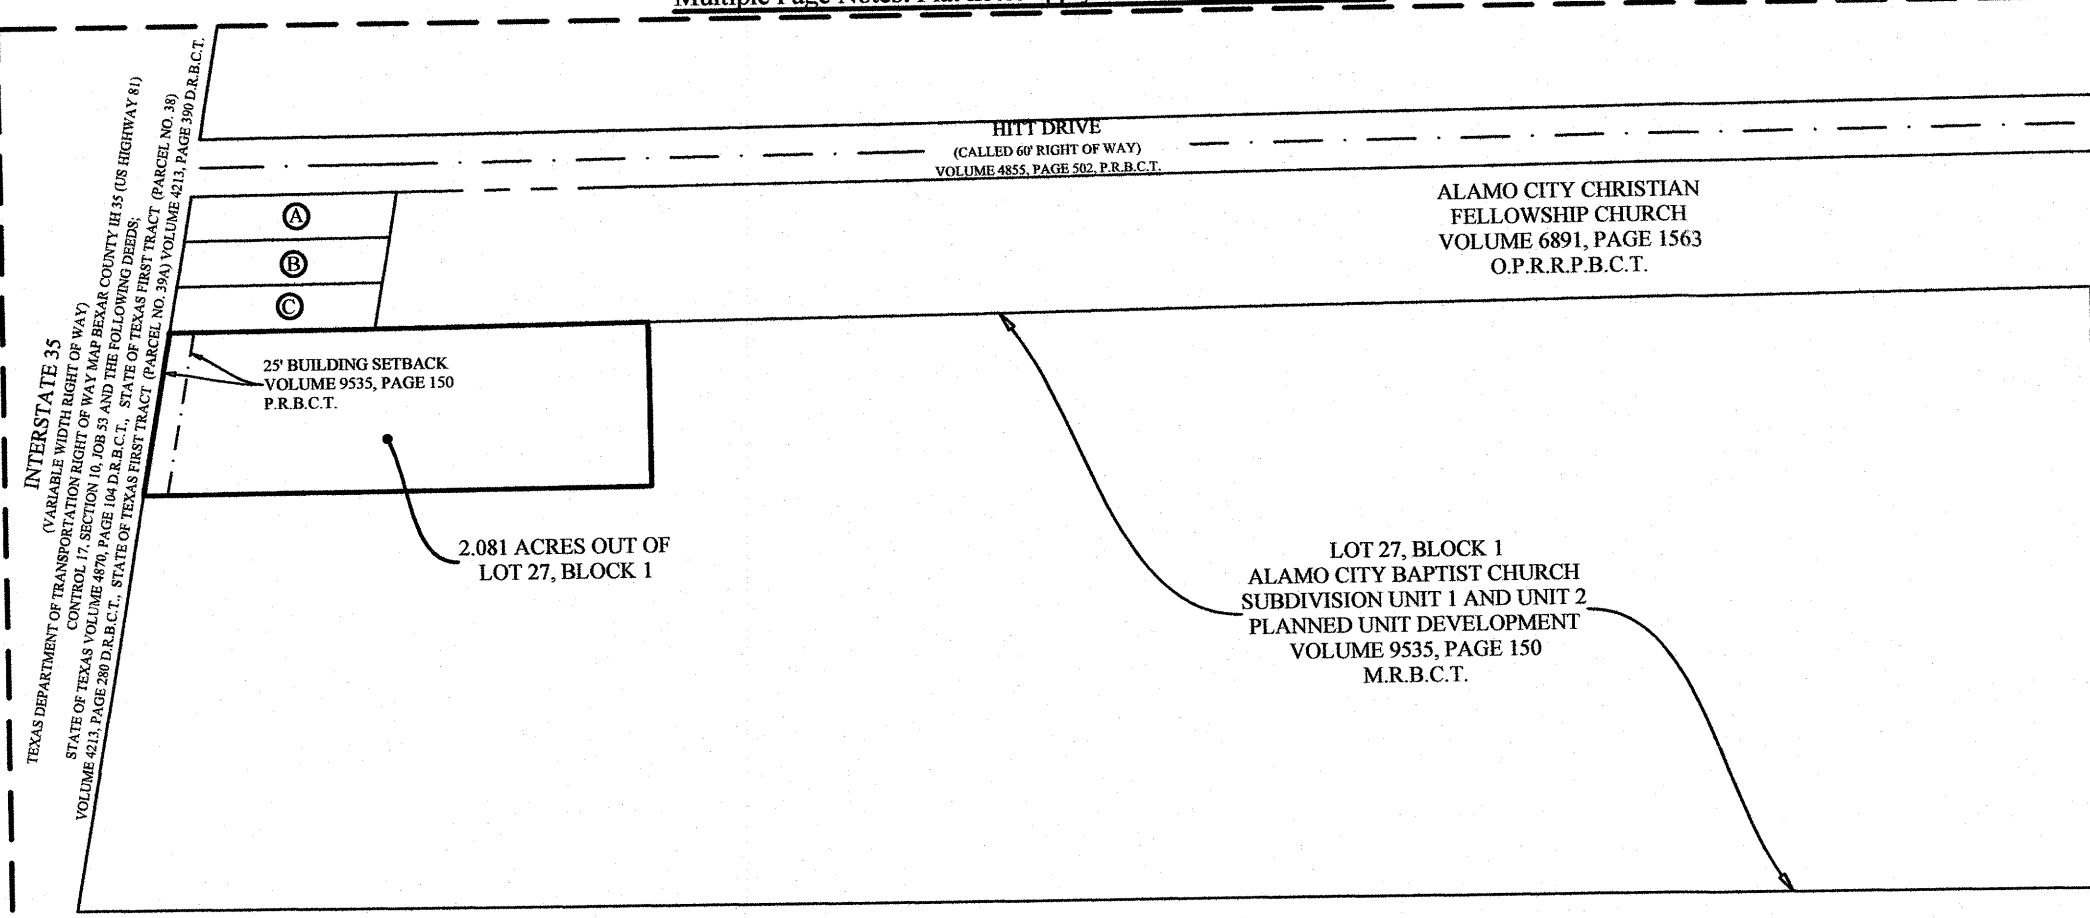 Multiple Page Notes: Plat
HITT DRIVE
(CALLED 60' RIGHT OF WAY)
VOLUME 4855, PAGE 502, P.R.B.C.T.
ALAMO CITY CHRISTIAN
FELLOWSHIP CHURCH
VOLUME 6891, PAGE 1563
O.P.R.R.P.B.C.T.
A
B
C
25' BUILDING SETBACK
VOLUME 9535, PAGE 150
P.R.B.C.T.
2.081 ACRES OUT OF
LOT 27, BLOCK 1
LOT 27, BLOCK 1
ALAMO CITY BAPTIST CHURCH
SUBDIVISION UNIT 1 AND UNIT 2
PLANNED UNIT DEVELOPMENT
VOLUME 9535, PAGE 150
M.R.B.C.T.
INTERSTATE 35
(VARIABLE WIDTH RIGHT OF WAY)
TEXAS DEPARTMENT OF TRANSPORTATION RIGHT OF WAY MAP BEXAR COUNTY IH 35 (US HIGHWAY 81)
CONTROL 17, SECTION 10, JOB 53 AND THE FOLLOWING DEEDS;
STATE OF TEXAS VOLUME 4870, PAGE 104 D.R.B.C.T., STATE OF TEXAS FIRST TRACT (PARCEL NO. 38)
VOLUME 4213, PAGE 280 D.R.B.C.T., STATE OF TEXAS FIRST TRACT (PARCEL NO. 39A) VOLUME 4213, PAGE 390 D.R.B.C.T.